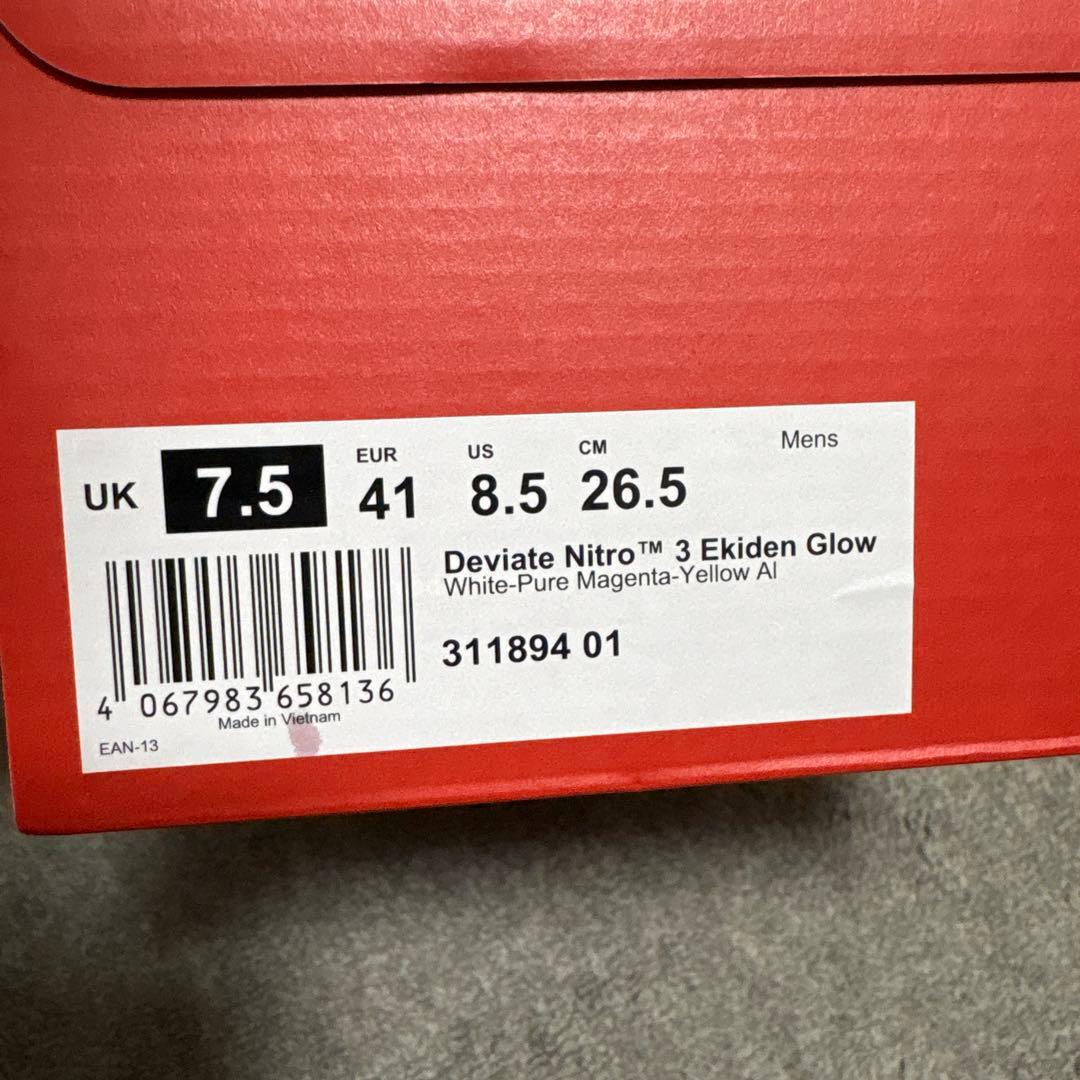 Mens
UK 7.5 EUR 41 US 8.5 CM 26.5
Deviate Nitro™ 3 Ekiden Glow
White-Pure Magenta-Yellow Al
311894 01
4 067983 658136
Made in Vietnam
EAN-13